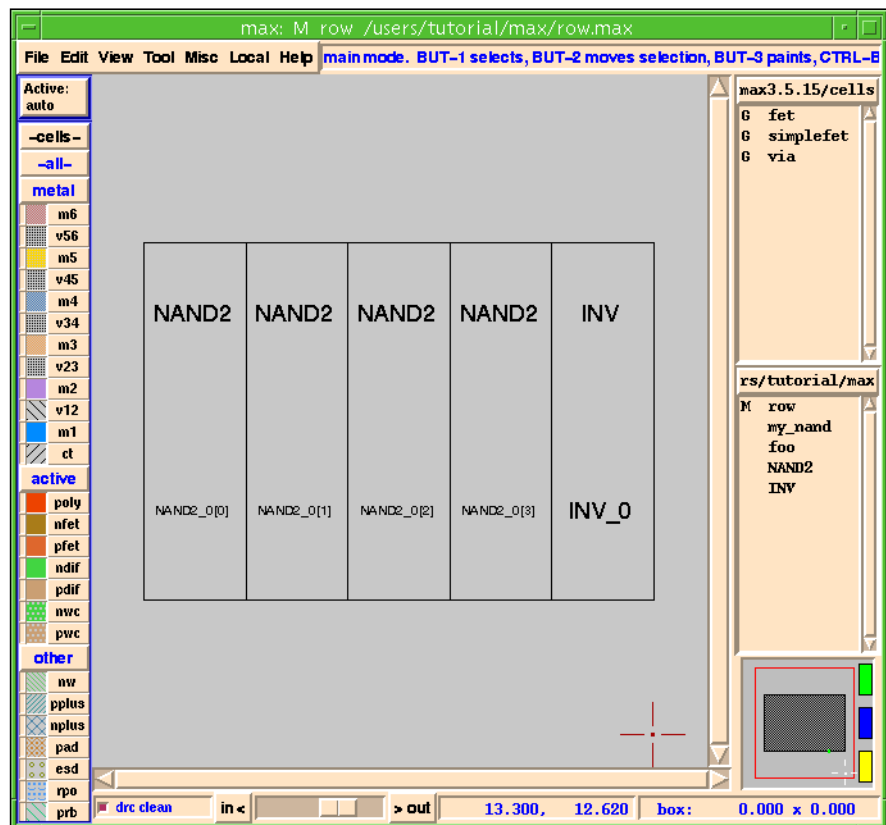 max: M row /users/tutorial/max/row.max
File Edit View Tool Misc Local Help main mode. BUT-1 selects, BUT-2 moves selection, BUT-3 paints, CTRL-B
Active:
auto
-cells-
-all-
metal
m6
v56
m5
v45
m4
v34
m3
v23
m2
v12
m1
ct
active
poly
nfet
pfet
ndif
pdif
nwc
pwc
other
nw
pplus
nplus
pad
esd
rpo
prb
NAND2 NAND2 NAND2 NAND2 INV
NAND2_0[0] NAND2_0[1] NAND2_0[2] NAND2_0[3] INV_0
max3.5.15/cells
G fet
G simplefet
G via
rs/tutorial/max
M row
my_nand
foo
NAND2
INV
drc clean in < > out 13.300, 12.620 box: 0.000 x 0.000